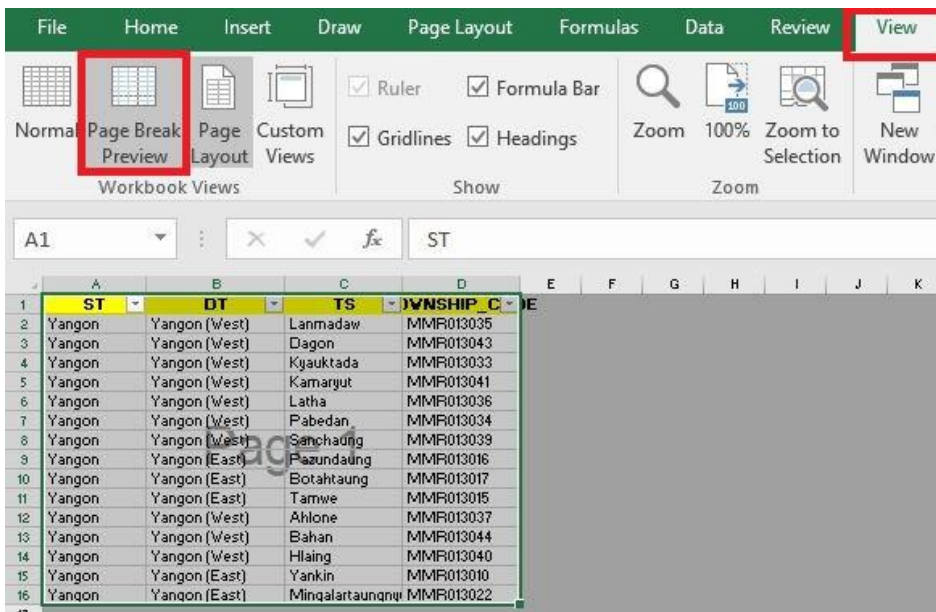 File Home Insert Draw Page Layout Formulas Data Review View
Normal Page Break Preview Page Layout Custom Views
Workbook Views
Ruler Formula Bar
Gridlines Headings
Show
Zoom 100% Zoom to Selection
100
Zoom
New Window
A1 fx ST
A B C D E F G H I J K
1 ST DT TS OWNSHIP_C DE
2 Yangon Yangon (West) Lanmadaw MMR013035
3 Yangon Yangon (West) Dagon MMR013043
4 Yangon Yangon (West) Kyauktada MMR013033
5 Yangon Yangon (West) Kamaryut MMR013041
6 Yangon Yangon (West) Latha MMR013036
7 Yangon Yangon (West) Pabedan MMR013034
8 Yangon Yangon (West) Sanchaung MMR013039
9 Yangon Yangon (East) Pazundaung MMR013016
10 Yangon Yangon (East) Botahtaung MMR013017
11 Yangon Yangon (East) Tamwe MMR013015
12 Yangon Yangon (West) Ahlone MMR013037
13 Yangon Yangon (West) Bahan MMR013044
14 Yangon Yangon (West) Hlaing MMR013040
15 Yangon Yangon (East) Yankin MMR013010
16 Yangon Yangon (East) Mingalartaungnyu MMR013022
Page 1